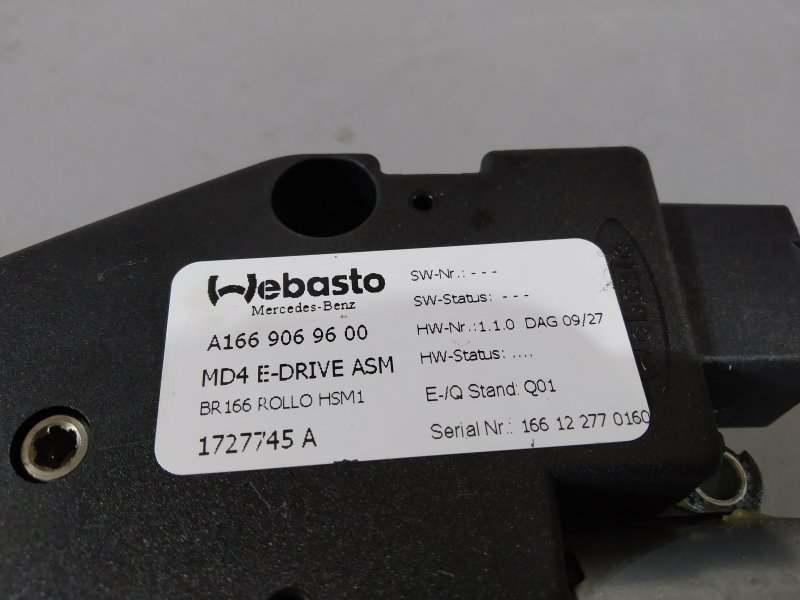 Webasto
Mercedes-Benz
A166 906 96 00
MD4 E-DRIVE ASM
BR166 ROLLO HSM1
1727745 A
SW-Nr.: - - -
SW-Status: - - -
HW-Nr.:1.1.0 DAG 09/27
HW-Status: ....
E-/Q Stand: Q01
Serial Nr.: 166 12 277 0160